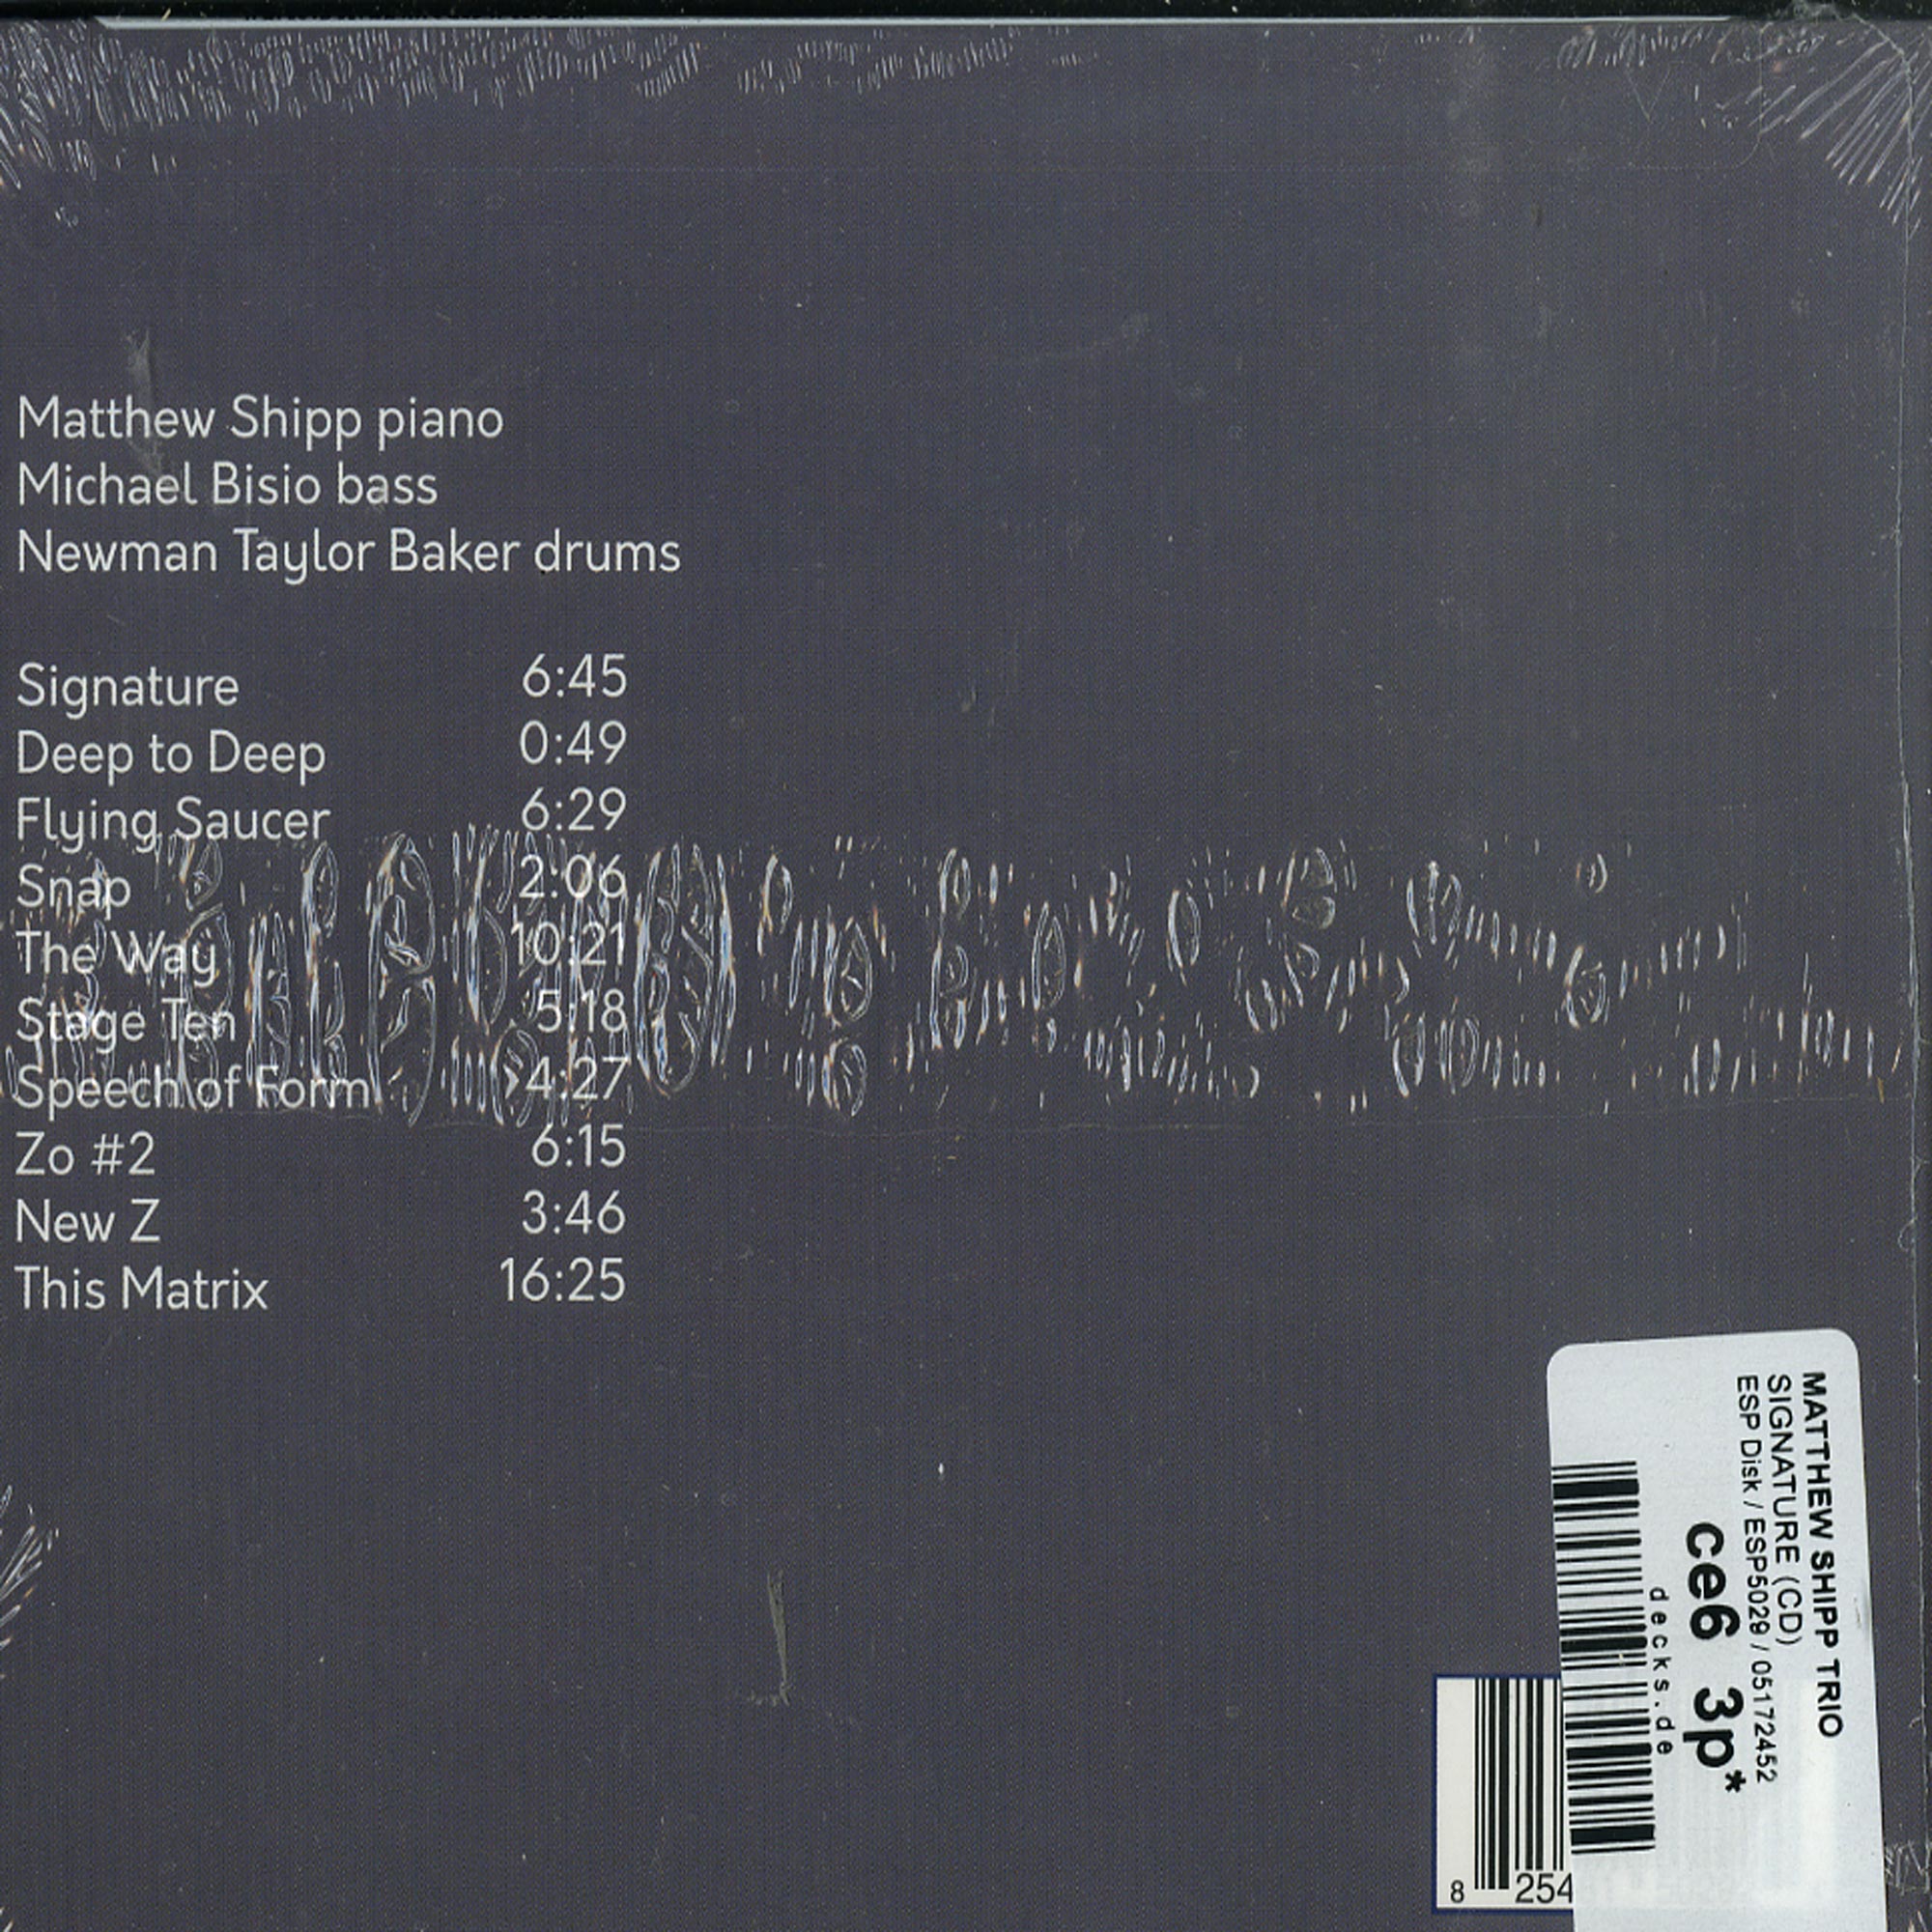 Matthew Shipp piano
Michael Bisio bass
Newman Taylor Baker drums
Signature 6:45
Deep to Deep 0:49
Flying Saucer 6:29
Snap 2:06
The Way 10:21
Stage Ten 5:18
Speech of Form 4:27
Zo #2 6:15
New Z 3:46
This Matrix 16:25
MATTHEW SHIPP TRIO
SIGNATURE (CD)
ESP Disk / ESP5029 / 05172452
ce6 3p*
decks.de
8 254